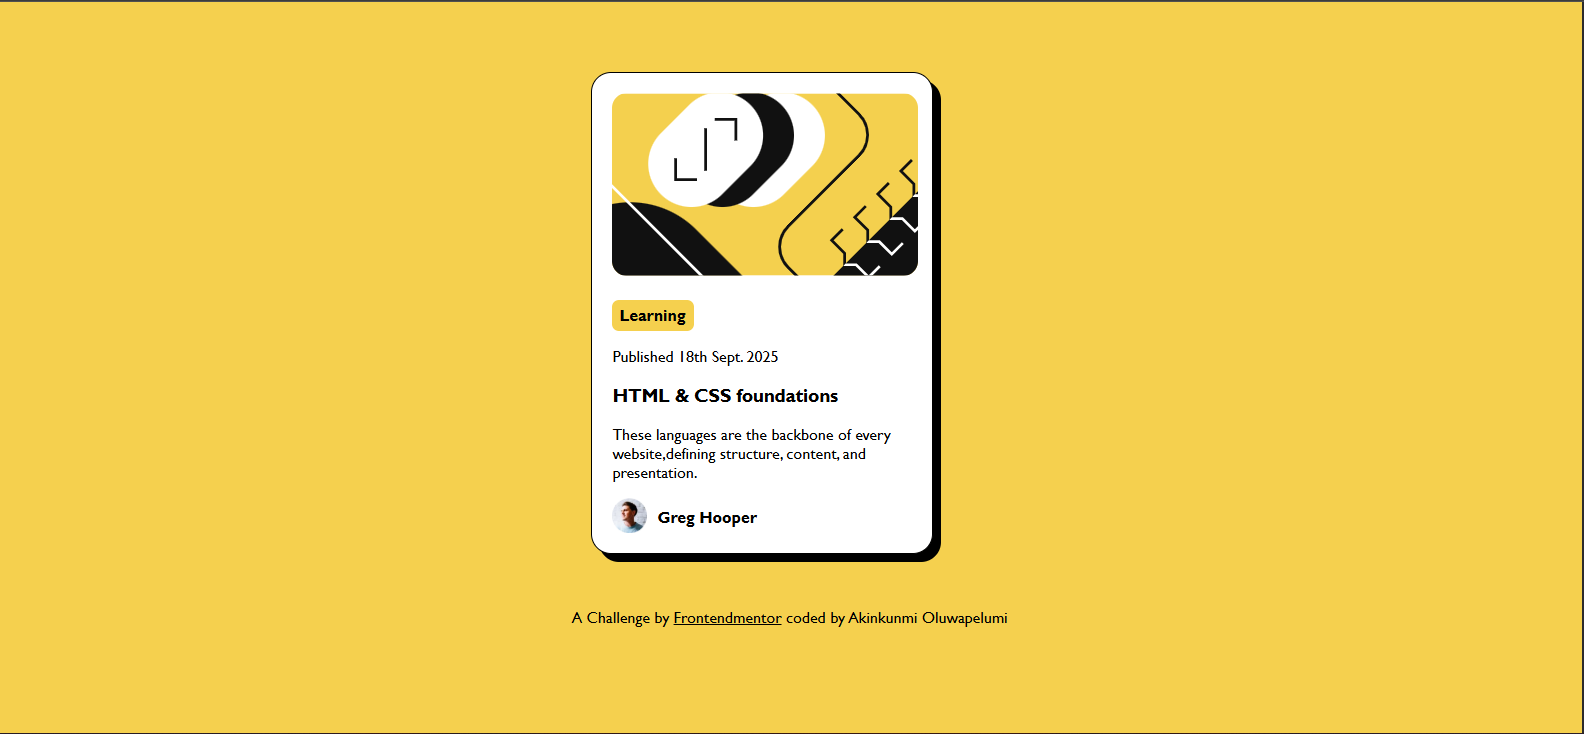 Learning
Published 18th Sept. 2025
HTML & CSS foundations
These languages are the backbone of every
website,defining structure, content, and
presentation.
Greg Hooper
A Challenge by Frontendmentor coded by Akinkunmi Oluwapelumi